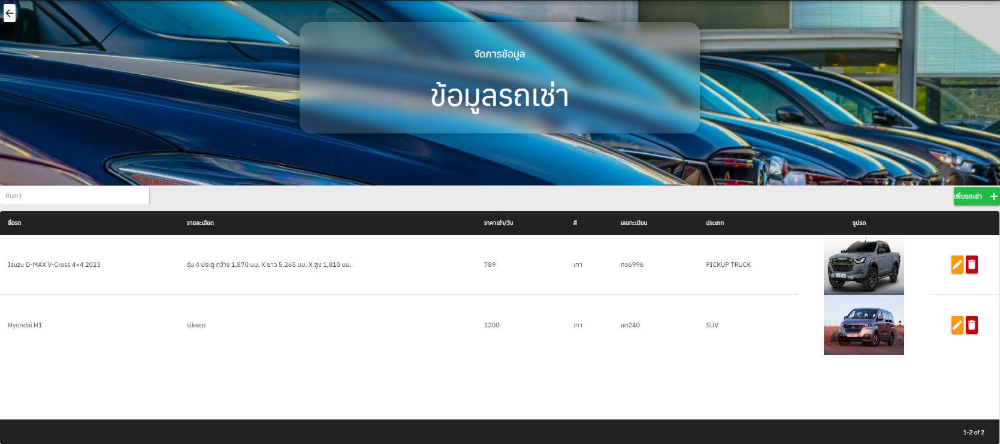 จัดการข้อมูล
ข้อมูลรถเช่า
ค้นหา
เพิ่มรถเช่า
ชื่อรถ รายละเอียด ราคาเช่า/วัน สี เลขทะเบียน ประเภท รูปรถ
Isuzu D-MAX V-Cross 4×4 2023 รุ่น 4 ประตู กว้าง 1,870 มม. X ยาว 5,265 มม. X สูง 1,810 มม. 789 เทา กง6996 PICKUP TRUCK
Hyundai H1 slksep 1200 เทา ขต240 SUV
1-2 of 2